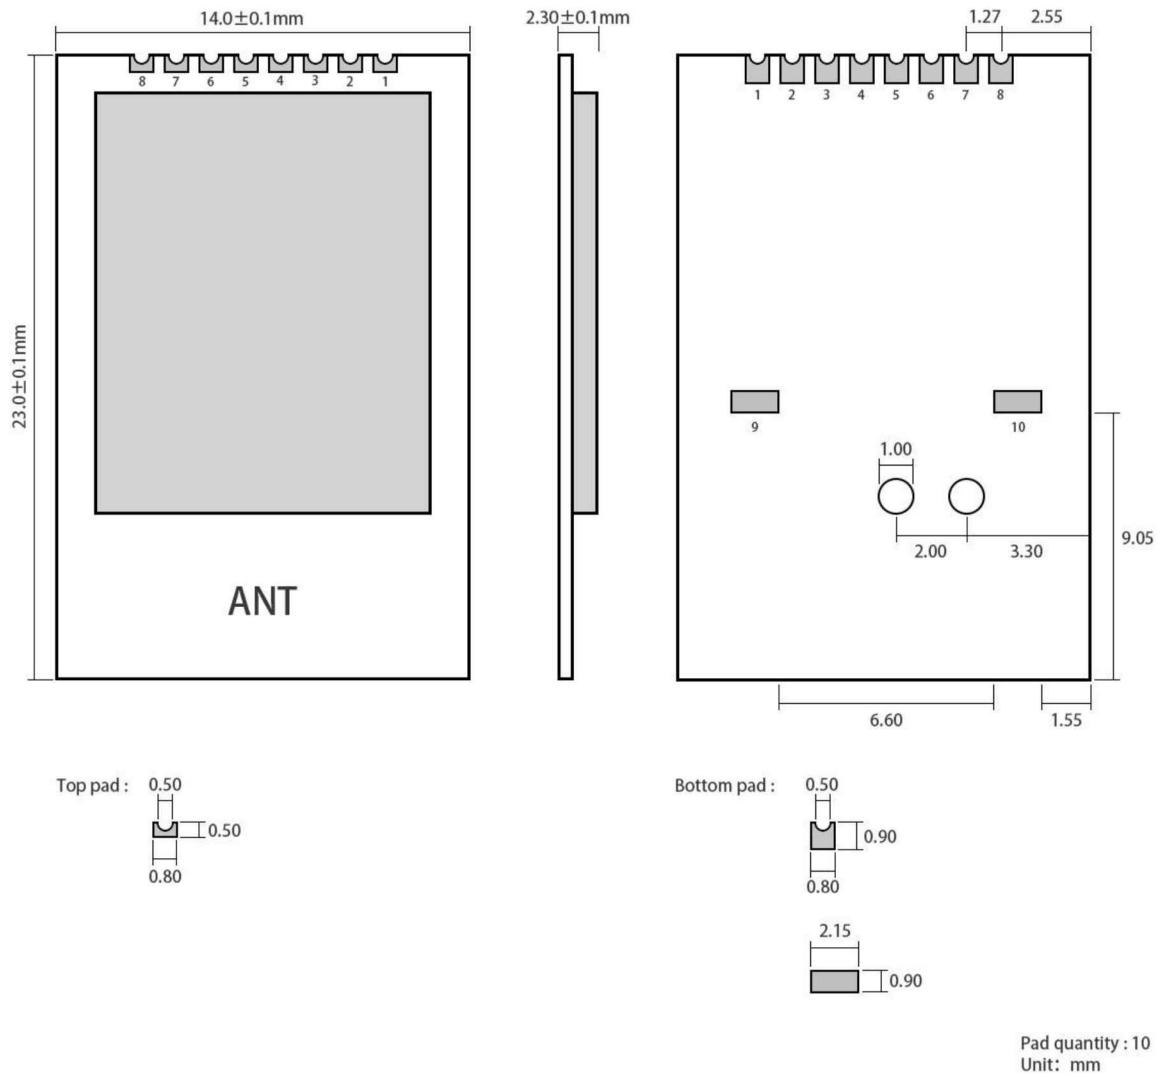 14.0±0.1mm
2.30±0.1mm
1.27
2.55
8 7 6 5 4 3 2 1
1 2 3 4 5 6 7 8
23.0±0.1mm
9
10
1.00
2.00
3.30
9.05
ANT
6.60
1.55
Top pad :
0.50
0.50
0.80
Bottom pad :
0.50
0.90
0.80
2.15
0.90
Pad quantity : 10
Unit: mm